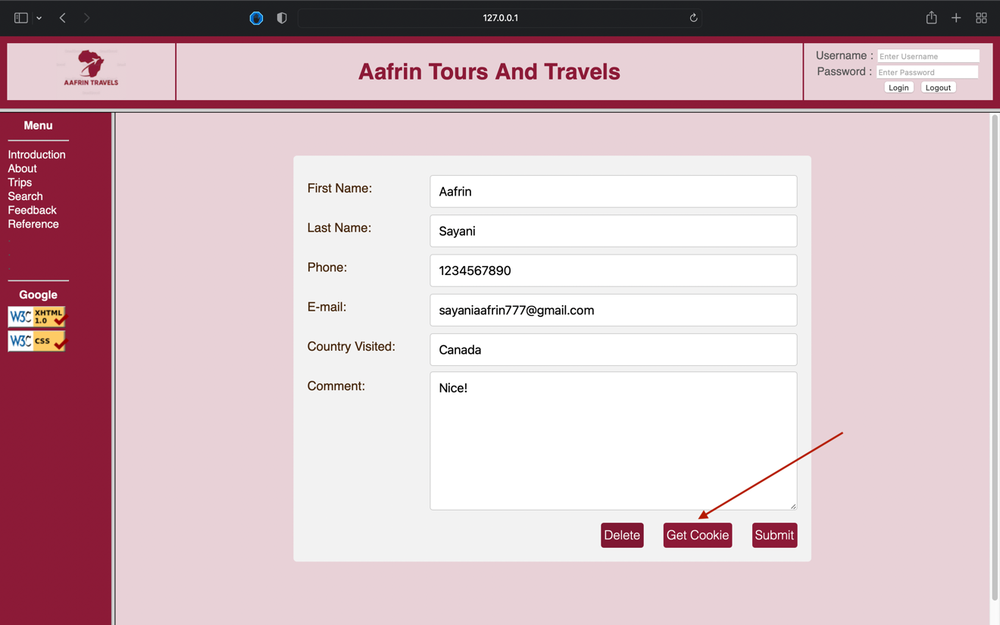 127.0.0.1
AAFRIN TRAVELS
Aafrin Tours And Travels
Username : Enter Username
Password : Enter Password
Login Logout
Menu
Introduction
About
Trips
Search
Feedback
Reference
.
.
.
Google
W3C XHTML 1.0
W3C CSS
First Name: Aafrin
Last Name: Sayani
Phone: 1234567890
E-mail: sayaniaafrin777@gmail.com
Country Visited: Canada
Comment: Nice!
Delete Get Cookie Submit